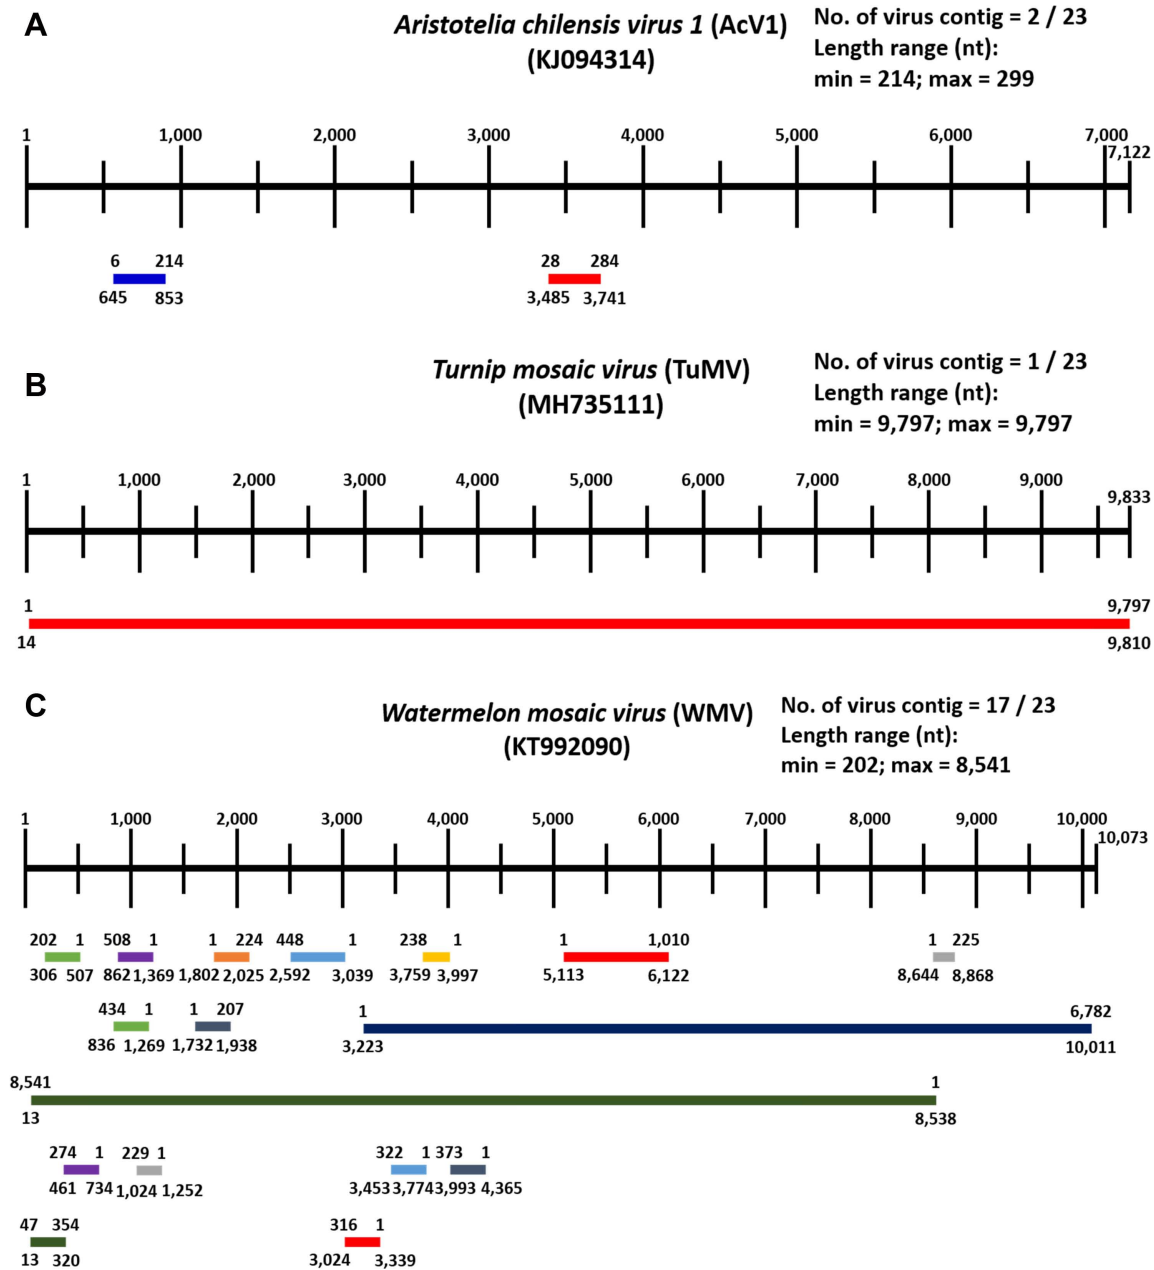 A
Aristotelia chilensis virus 1 (AcV1)
(KJ094314)
No. of virus contig = 2 / 23
Length range (nt):
min = 214; max = 299
1 1,000 2,000 3,000 4,000 5,000 6,000 7,000
7,122
6 214 28 284
645 853 3,485 3,741
B
Turnip mosaic virus (TuMV)
(MH735111)
No. of virus contig = 1 / 23
Length range (nt):
min = 9,797; max = 9,797
1 1,000 2,000 3,000 4,000 5,000 6,000 7,000 8,000 9,000
9,833
1 9,797
14 9,810
C
Watermelon mosaic virus (WMV)
(KT992090)
No. of virus contig = 17 / 23
Length range (nt):
min = 202; max = 8,541
1 1,000 2,000 3,000 4,000 5,000 6,000 7,000 8,000 9,000 10,000
10,073
202 1 508 1 1 224 448 1 238 1 1 1,010 1 225
306 507 862 1,369 1,802 2,025 2,592 3,039 3,759 3,997 5,113 6,122 8,644 8,868
434 1 1 207 1 6,782
836 1,269 1,732 1,938 3,223 10,011
8,541 1
13 8,538
274 1 229 1 322 1 373 1
461 734 1,024 1,252 3,453 3,774 3,993 4,365
47 354 316 1
13 320 3,024 3,339